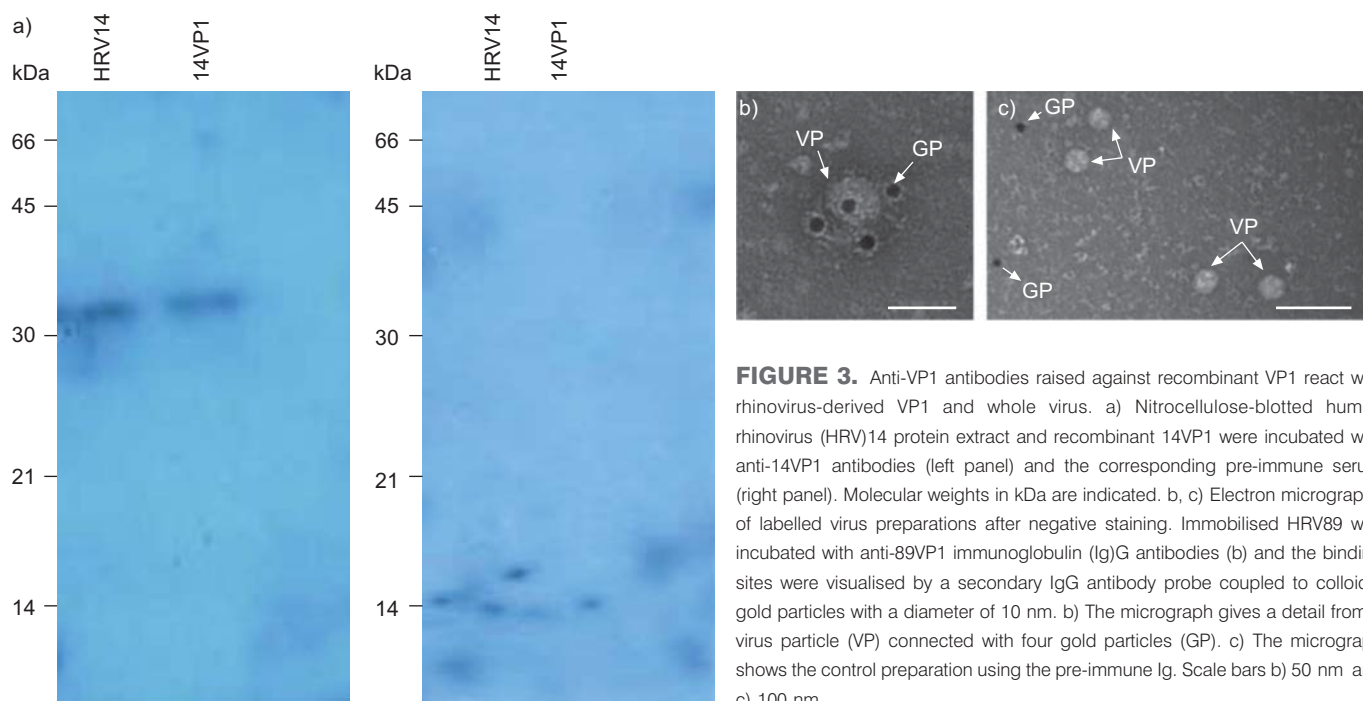 a)
HRV14
14VP1
kDa
66
45
30
21
14
kDa
HRV14
14VP1
66
45
30
21
14
b)
VP
GP
c)
GP
VP
VP
GP
FIGURE 3. Anti-VP1 antibodies raised against recombinant VP1 react
rhinovirus-derived VP1 and whole virus. a) Nitrocellulose-blotted
rhinovirus (HRV)14 protein extract and recombinant 14VP1 were incubated
anti-14VP1 antibodies (left panel) and the corresponding pre-immune
(right panel). Molecular weights in kDa are indicated. b, c) Electron
of labelled virus preparations after negative staining. Immobilised HRV89
incubated with anti-89VP1 immunoglobulin (Ig)G antibodies (b) and the
sites were visualised by a secondary IgG antibody probe coupled to
gold particles with a diameter of 10 nm. b) The micrograph gives a detail from
virus particle (VP) connected with four gold particles (GP). c) The
shows the control preparation using the pre-immune Ig. Scale bars b) 50 nm
c) 100 nm